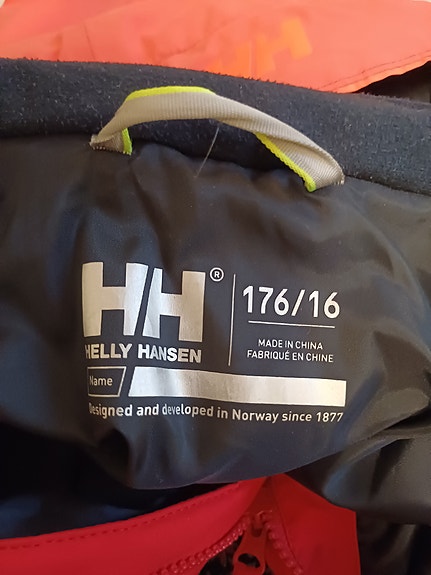 HH
HH®
HELLY HANSEN
176/16
MADE IN CHINA
FABRIQUÉ EN CHINE
Name
Designed and developed in Norway since 1877